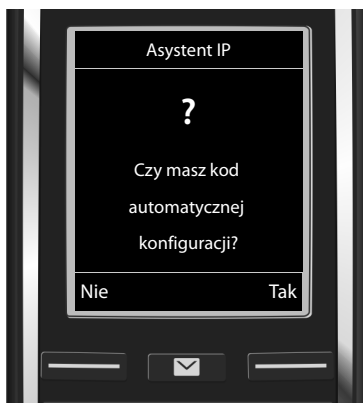 Asystent IP
?
Czy masz kod
automatycznej
konfiguracji?
Nie Tak